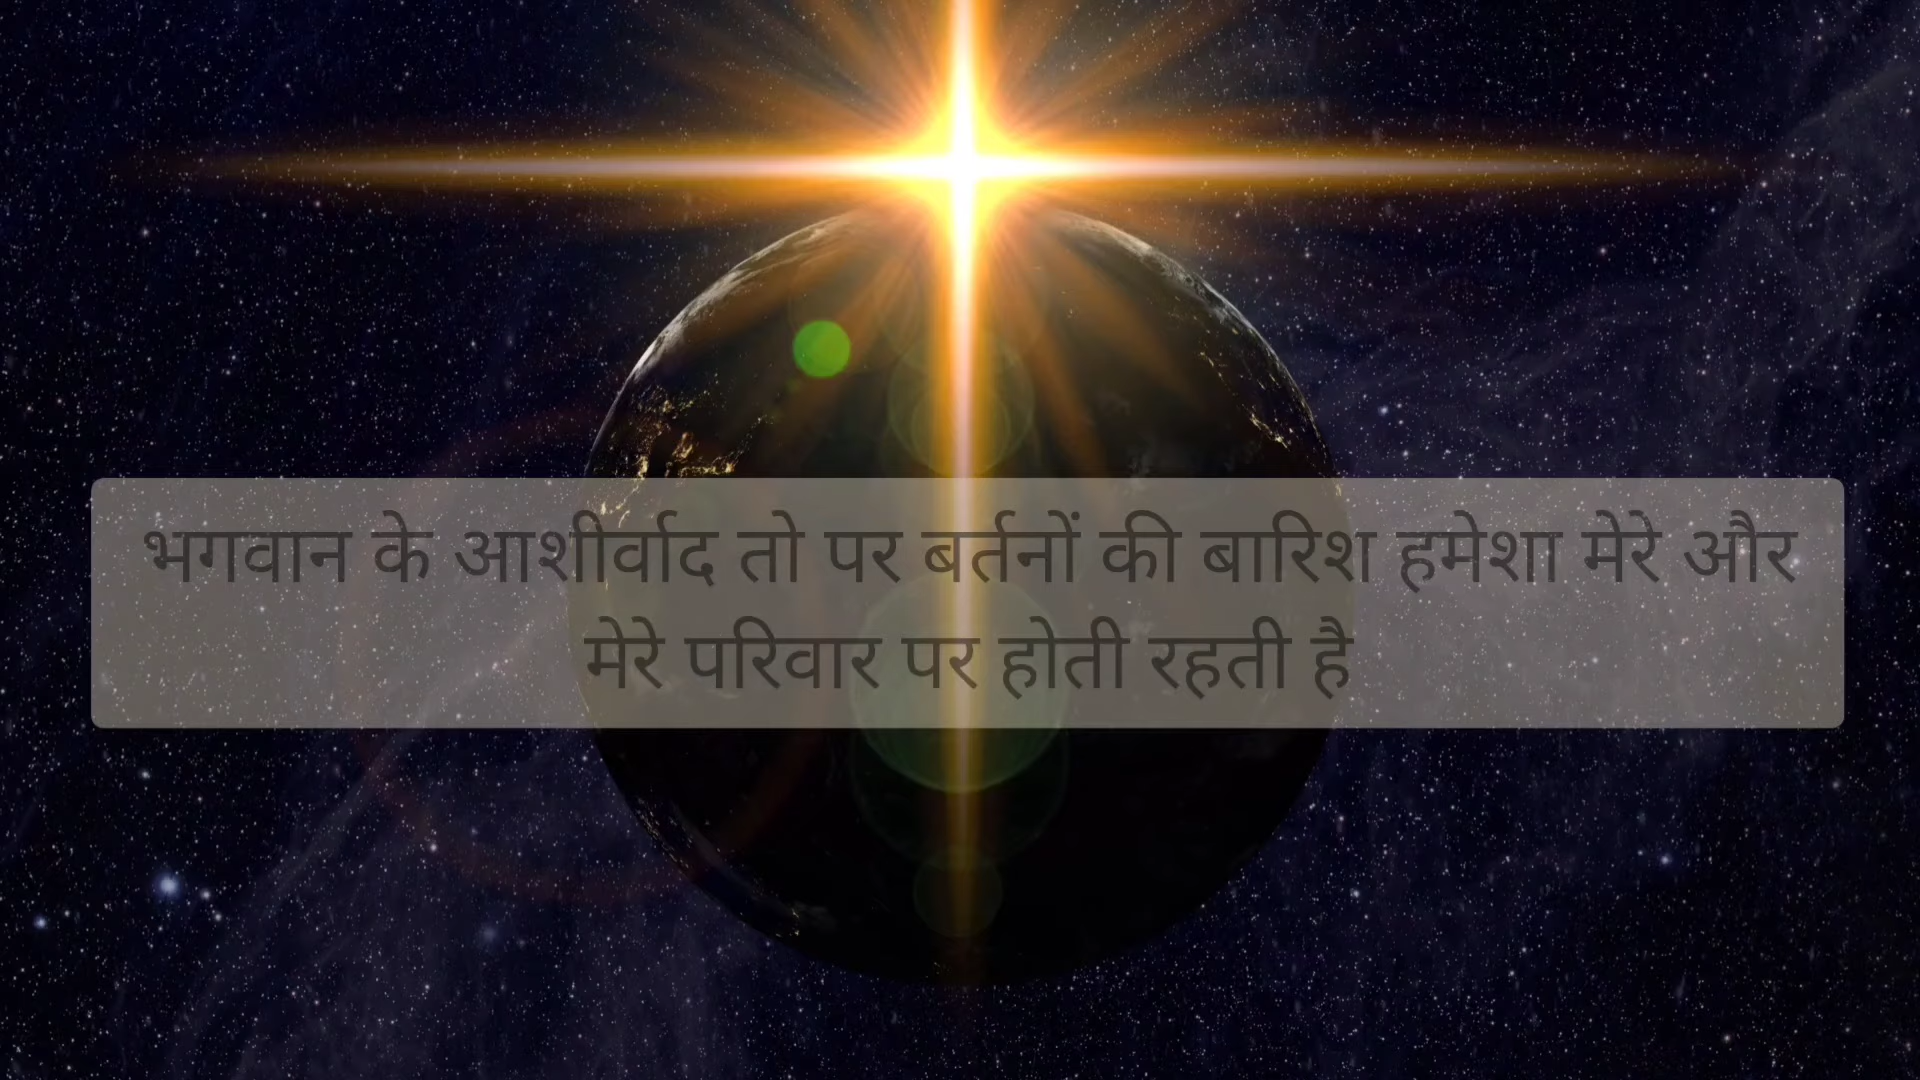 भगवान के आशीर्वाद तो पर बर्तनों की बारिश हमेशा मेरे और
मेरे परिवार पर होती रहती है